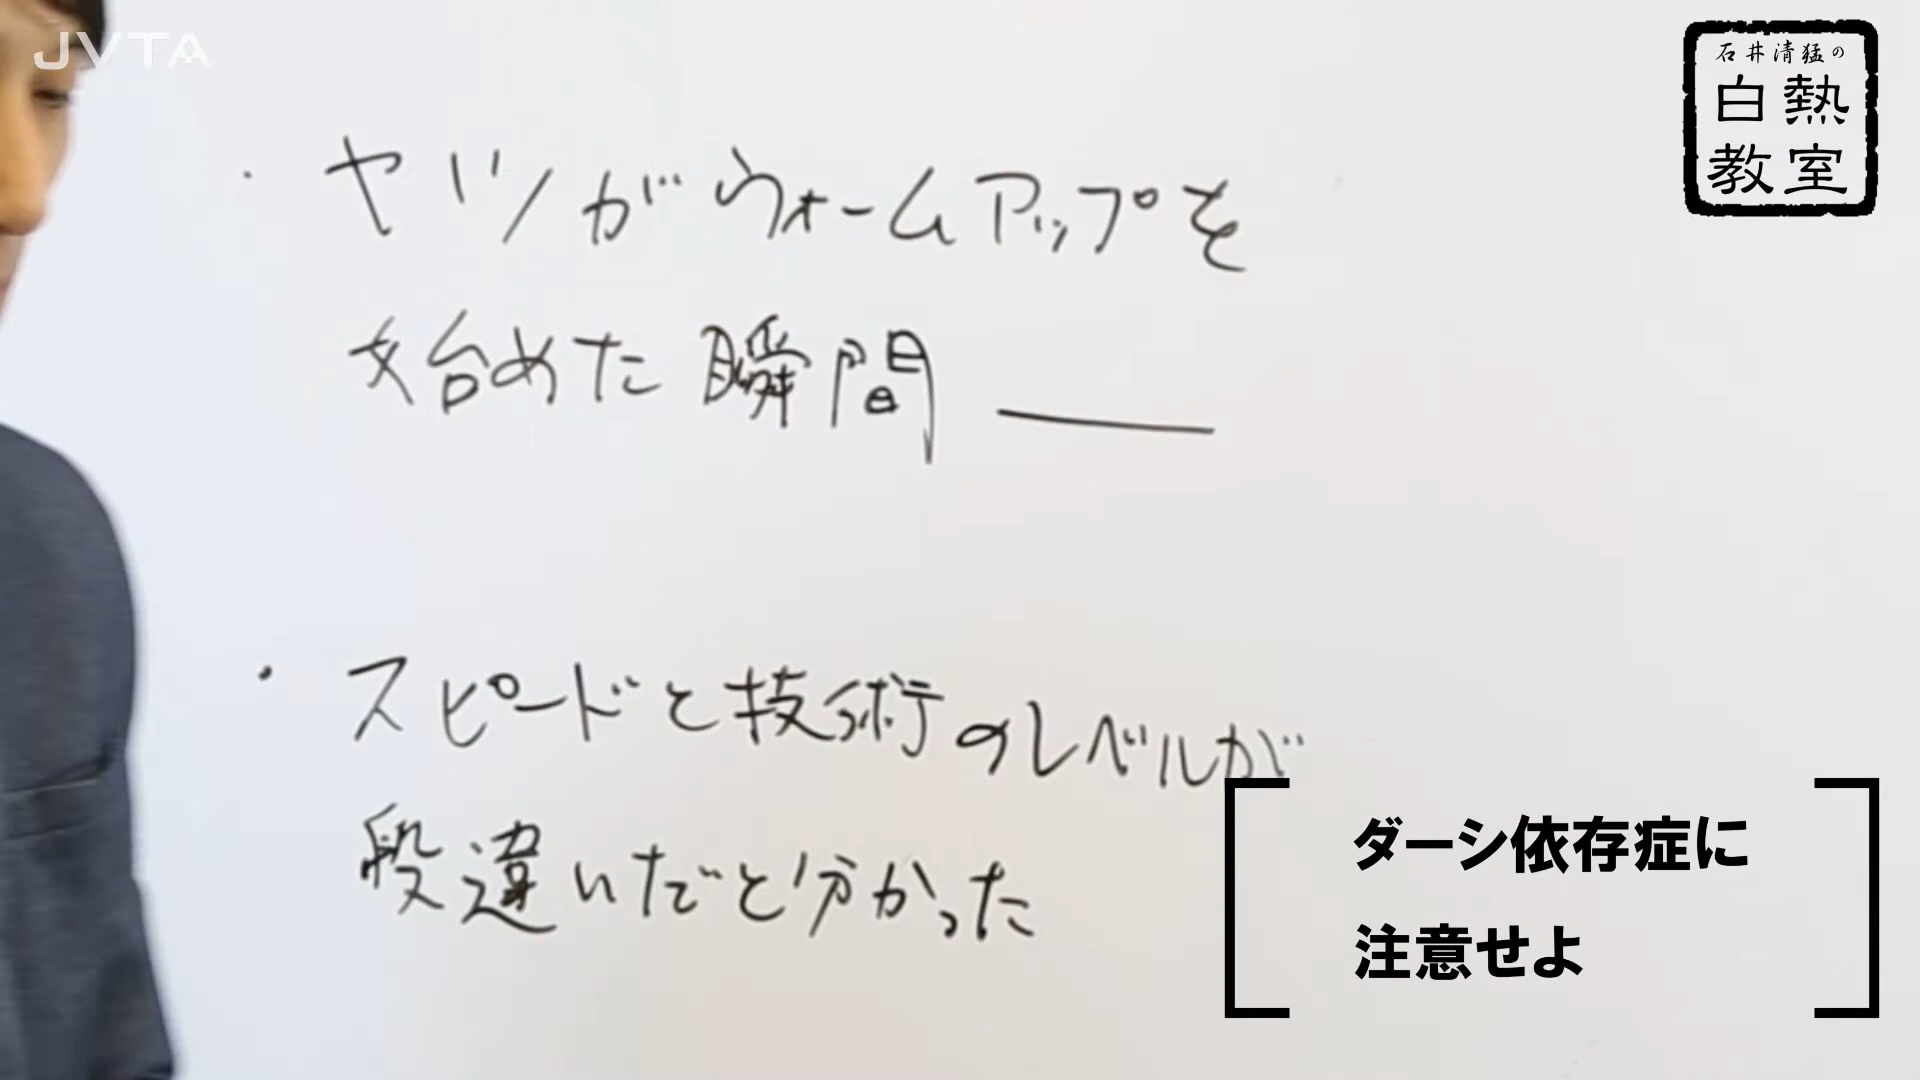 JVTA
石井清猛の
白熱
教室
・ヤツがウォームアップを
始めた瞬間――
・スピードと技術のレベルが
段違いだと分かった
ダーシ依存症に
注意せよ